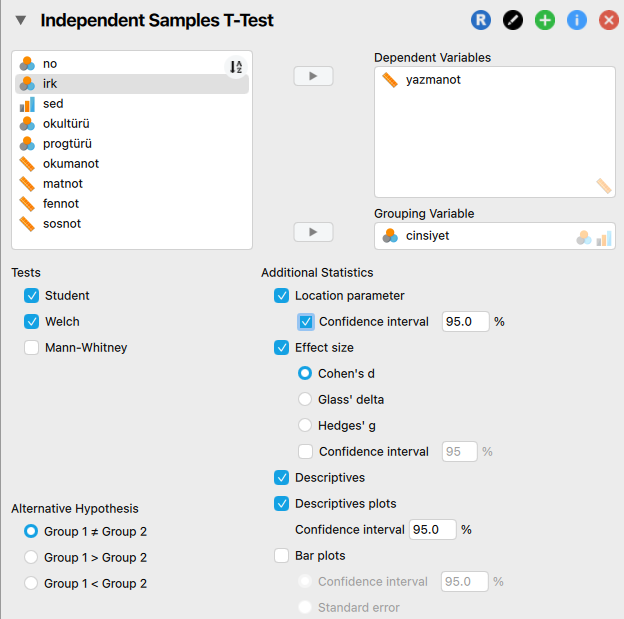 Independent Samples T-Test
R
i
no
A
Z
irk
sed
okultürü
progtürü
okumanot
matnot
fennot
sosnot
Dependent Variables
yazmanot
Grouping Variable
cinsiyet
Tests
Student
Welch
Mann-Whitney
Alternative Hypothesis
Group 1 ≠ Group 2
Group 1 > Group 2
Group 1 < Group 2
Additional Statistics
Location parameter
Confidence interval 95.0 %
Effect size
Cohen's d
Glass' delta
Hedges' g
Confidence interval 95 %
Descriptives
Descriptives plots
Confidence interval 95.0 %
Bar plots
Confidence interval 95.0 %
Standard error